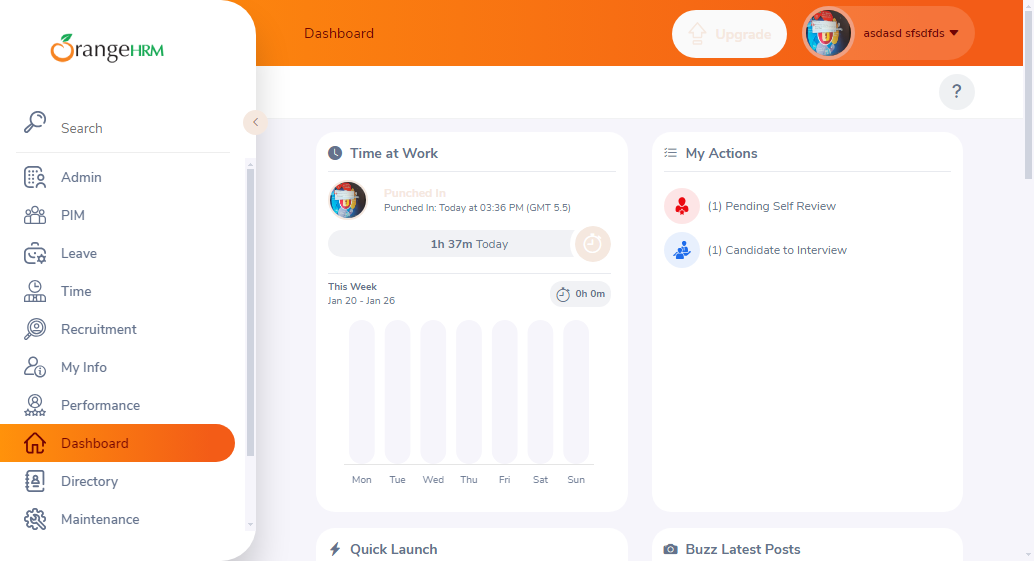 OrangeHRM
Search
Admin
PIM
Leave
Time
Recruitment
My Info
Performance
Dashboard
Directory
Maintenance
Dashboard
Upgrade
asdasd sfsdfds
?
Time at Work
Punched In
Punched In: Today at 03:36 PM (GMT 5.5)
1h 37m Today
This Week
Jan 20 - Jan 26
0h 0m
Mon Tue Wed Thu Fri Sat Sun
My Actions
(1) Pending Self Review
(1) Candidate to Interview
Quick Launch
Buzz Latest Posts